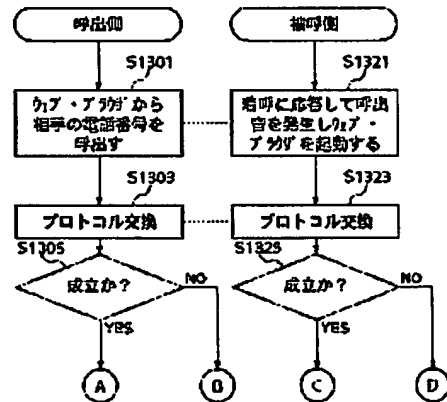 呼出側
被呼側
S1301
S1321
ウェブ・ブラウザから
相手の電話番号を
呼出す
着呼に応答して呼出
音を発生しウェブ・
ブラウザを起動する
S1303
S1323
プロトコル交換
プロトコル交換
S1305
S1325
成立か?
NO
成立か?
NO
YES
YES
A
B
C
D